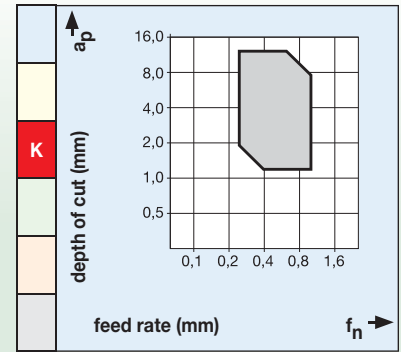 ap
16,0
8,0
4,0
2,0
1,0
0,5
K
depth of cut (mm)
0,1 0,2 0,4 0,8 1,6
feed rate (mm)
fn